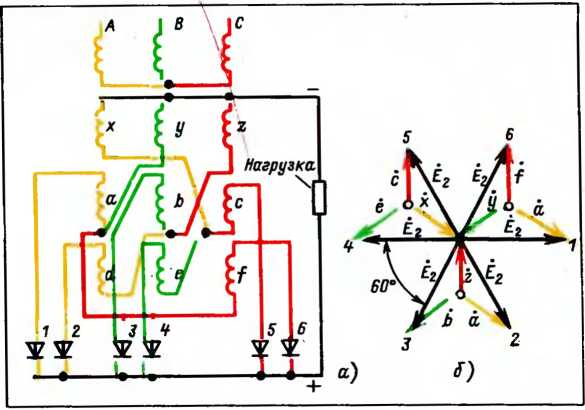 A B C
−
x y z
Нагрузка
a b c
d e f
1 2 3 4 5 6
+
а)
5 6
ċ Ė₂ Ė₂ ḟ
ė ẋ ẏ ȧ
Ė₂ Ė₂
4 1
60° Ė₂ ż Ė₂
ḃ ȧ
3 2
б)